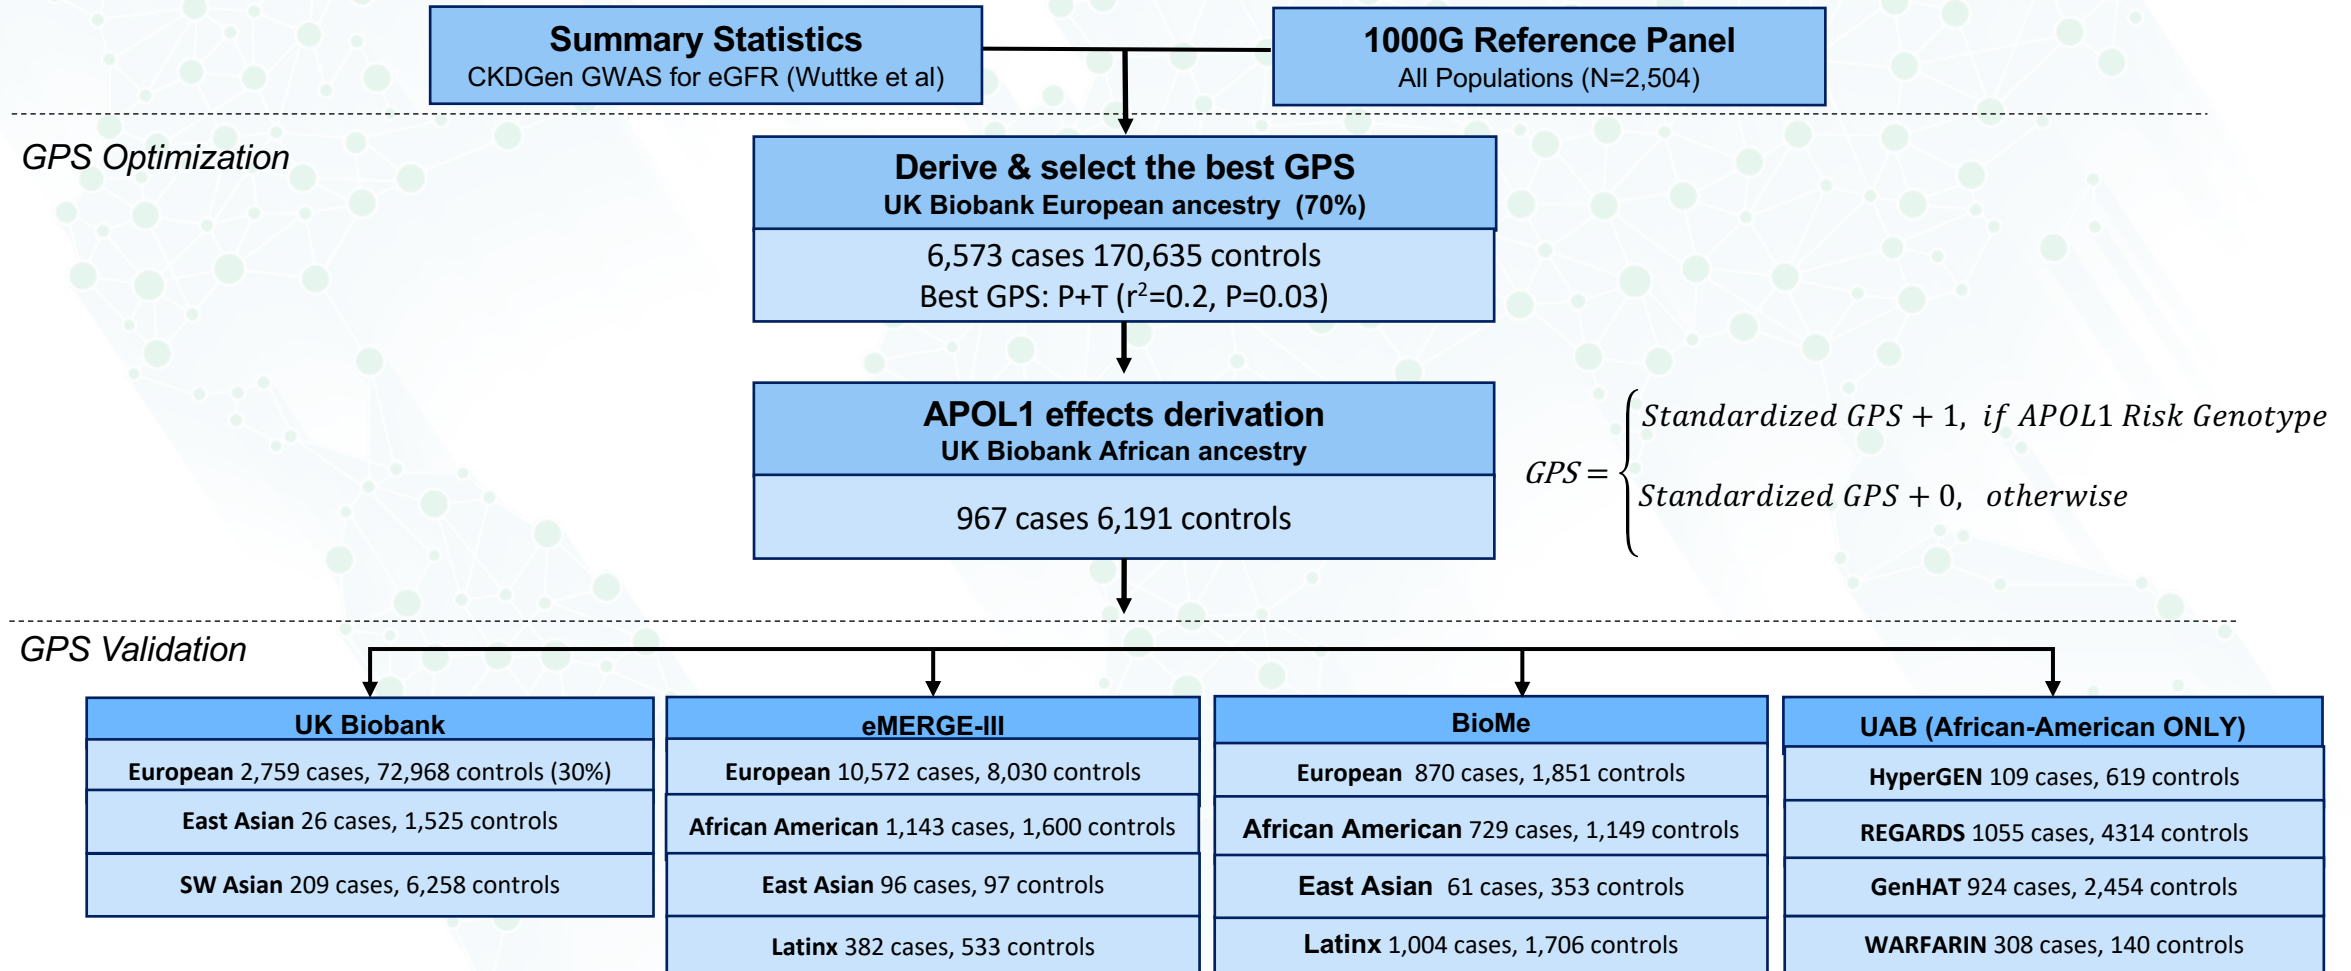 Summary Statistics
CKDGen GWAS for eGFR (Wuttke et al)
1000G Reference Panel
All Populations (N=2,504)
GPS Optimization
Derive & select the best GPS
UK Biobank European ancestry (70%)
6,573 cases 170,635 controls
Best GPS: P+T (r²=0.2, P=0.03)
APOL1 effects derivation
UK Biobank African ancestry
967 cases 6,191 controls
GPS = { Standardized GPS + 1, if APOL1 Risk Genotype
Standardized GPS + 0, otherwise
GPS Validation
UK Biobank
European 2,759 cases, 72,968 controls (30%)
East Asian 26 cases, 1,525 controls
SW Asian 209 cases, 6,258 controls
eMERGE-III
European 10,572 cases, 8,030 controls
African American 1,143 cases, 1,600 controls
East Asian 96 cases, 97 controls
Latinx 382 cases, 533 controls
BioMe
European 870 cases, 1,851 controls
African American 729 cases, 1,149 controls
East Asian 61 cases, 353 controls
Latinx 1,004 cases, 1,706 controls
UAB (African-American ONLY)
HyperGEN 109 cases, 619 controls
REGARDS 1055 cases, 4314 controls
GenHAT 924 cases, 2,454 controls
WARFARIN 308 cases, 140 controls